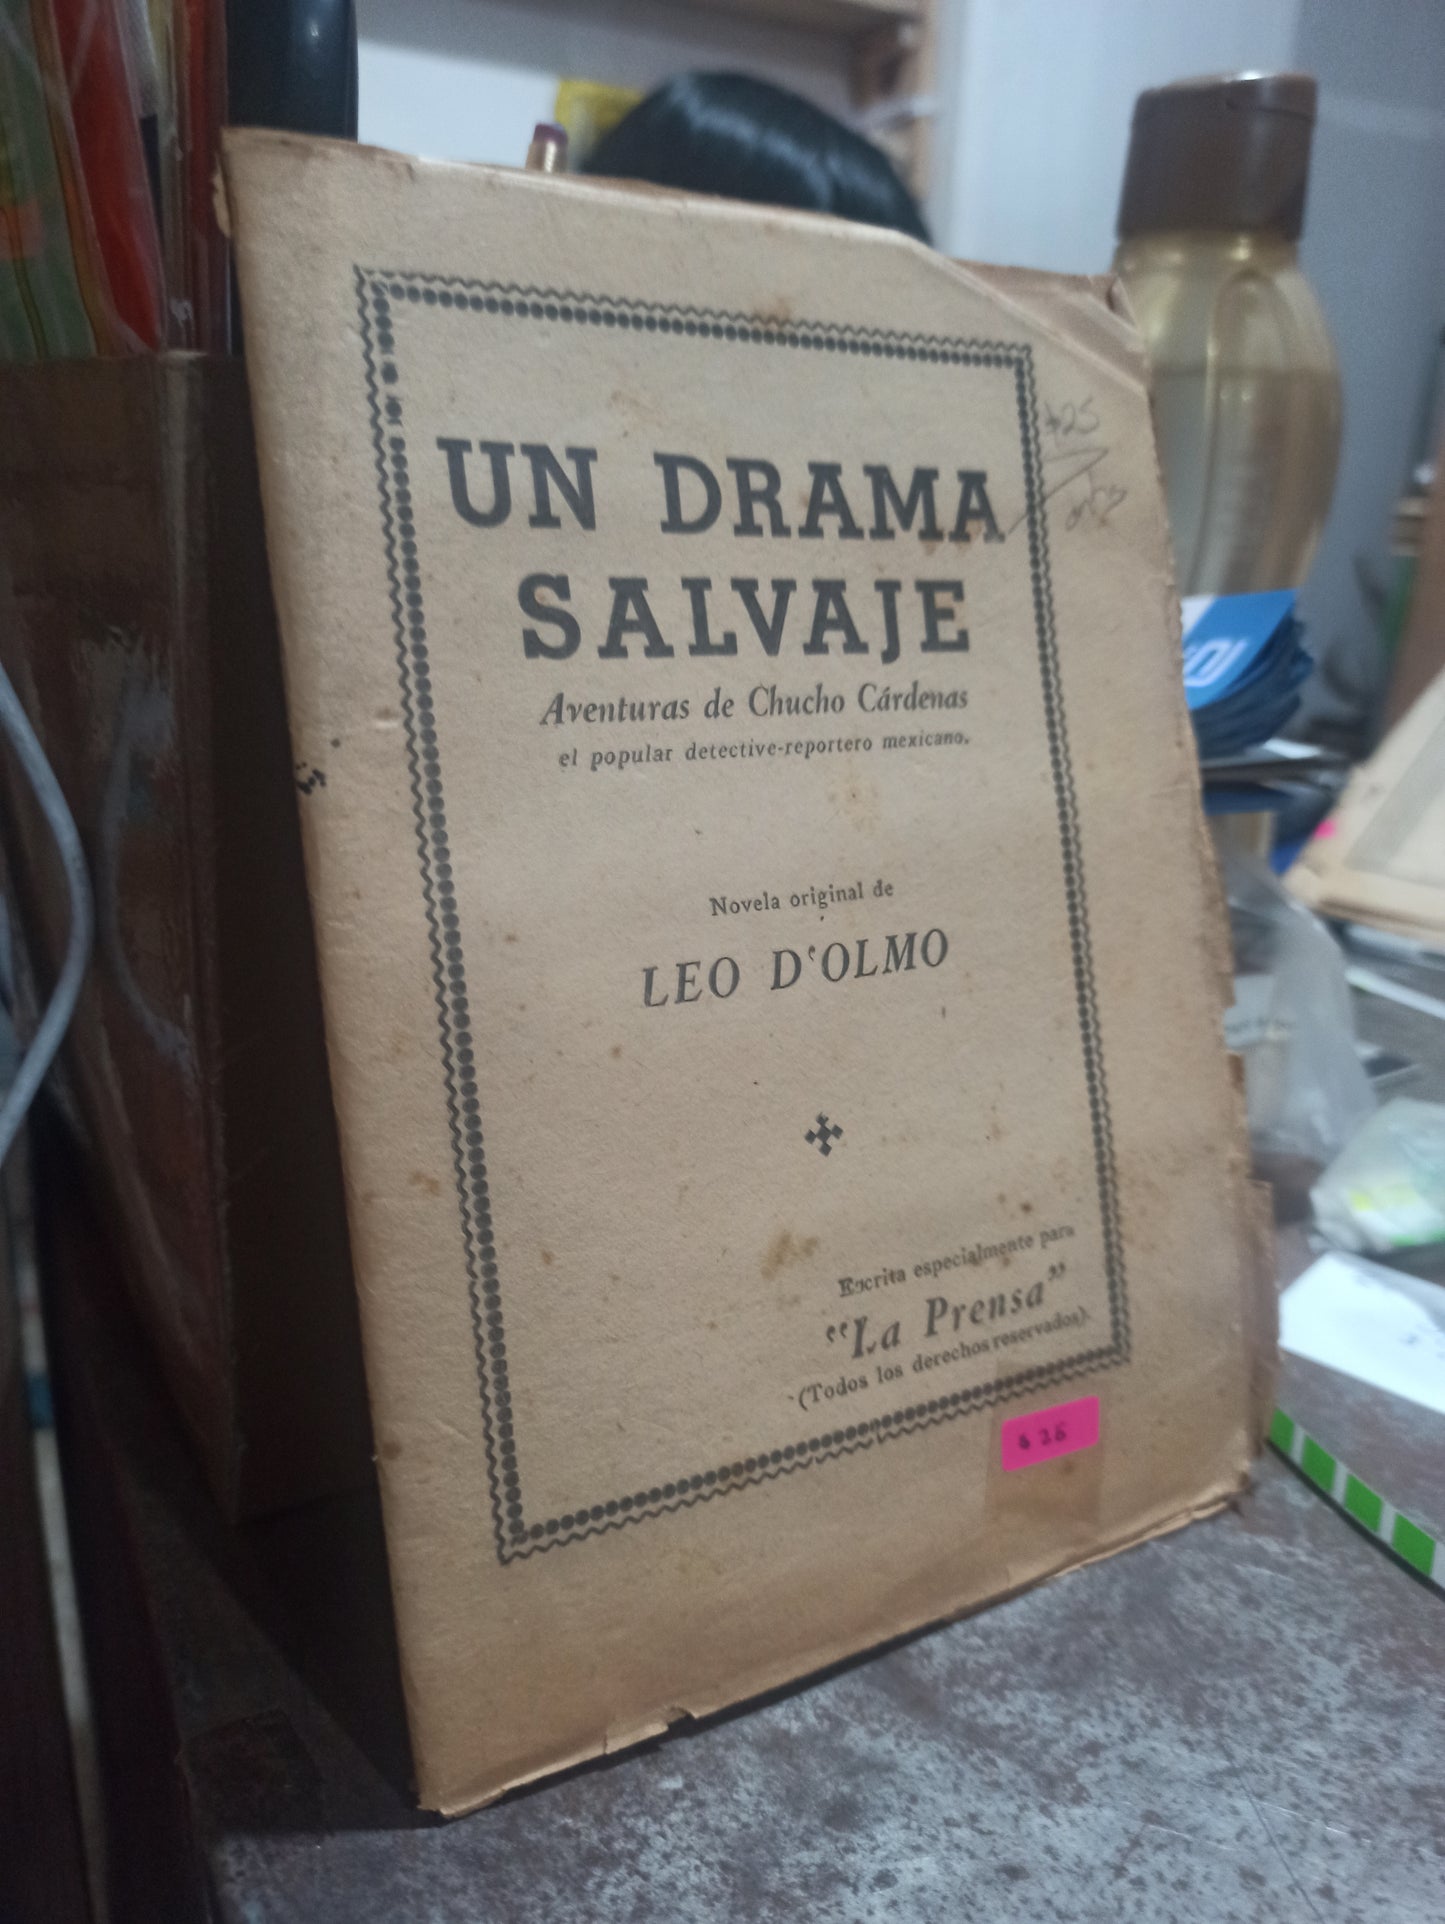 UN DRAMA
SALVAJE
Aventuras de Chucho Cárdenas
el popular detective-reportero mexicano.
Novela original de
LEO D'OLMO
Escrita especialmente para
"La Prensa"
(Todos los derechos reservados).
$25